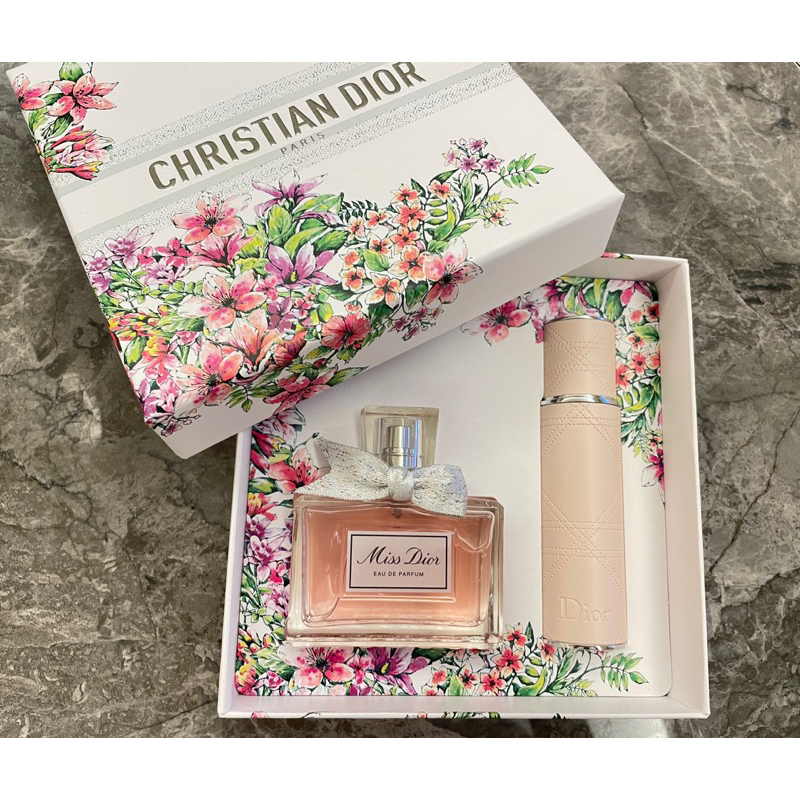 CHRISTIAN DIOR
PARIS
Miss Dior
EAU DE PARFUM
Dior